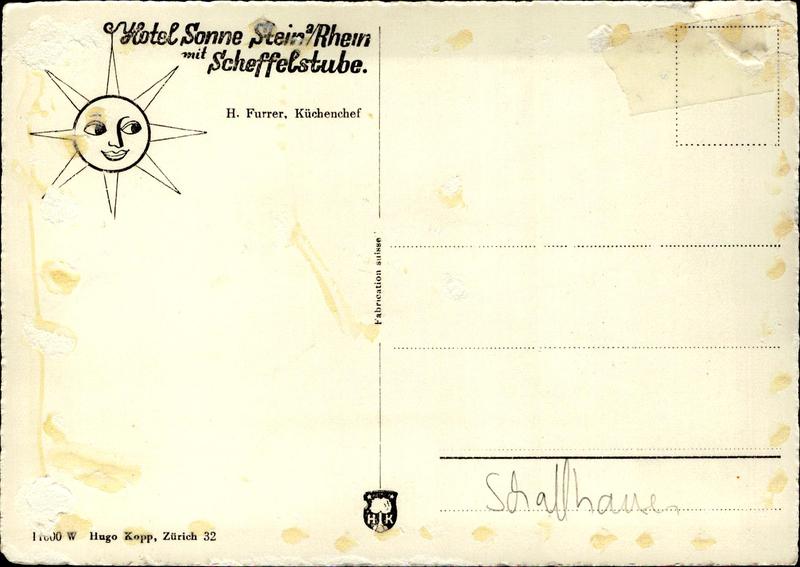 Hotel Sonne Stein a/Rhein
mit Scheffelstube.
H. Furrer, Küchenchef
Fabrication suisse
Schaffhausen
H K
W Hugo Kopp, Zürich 32